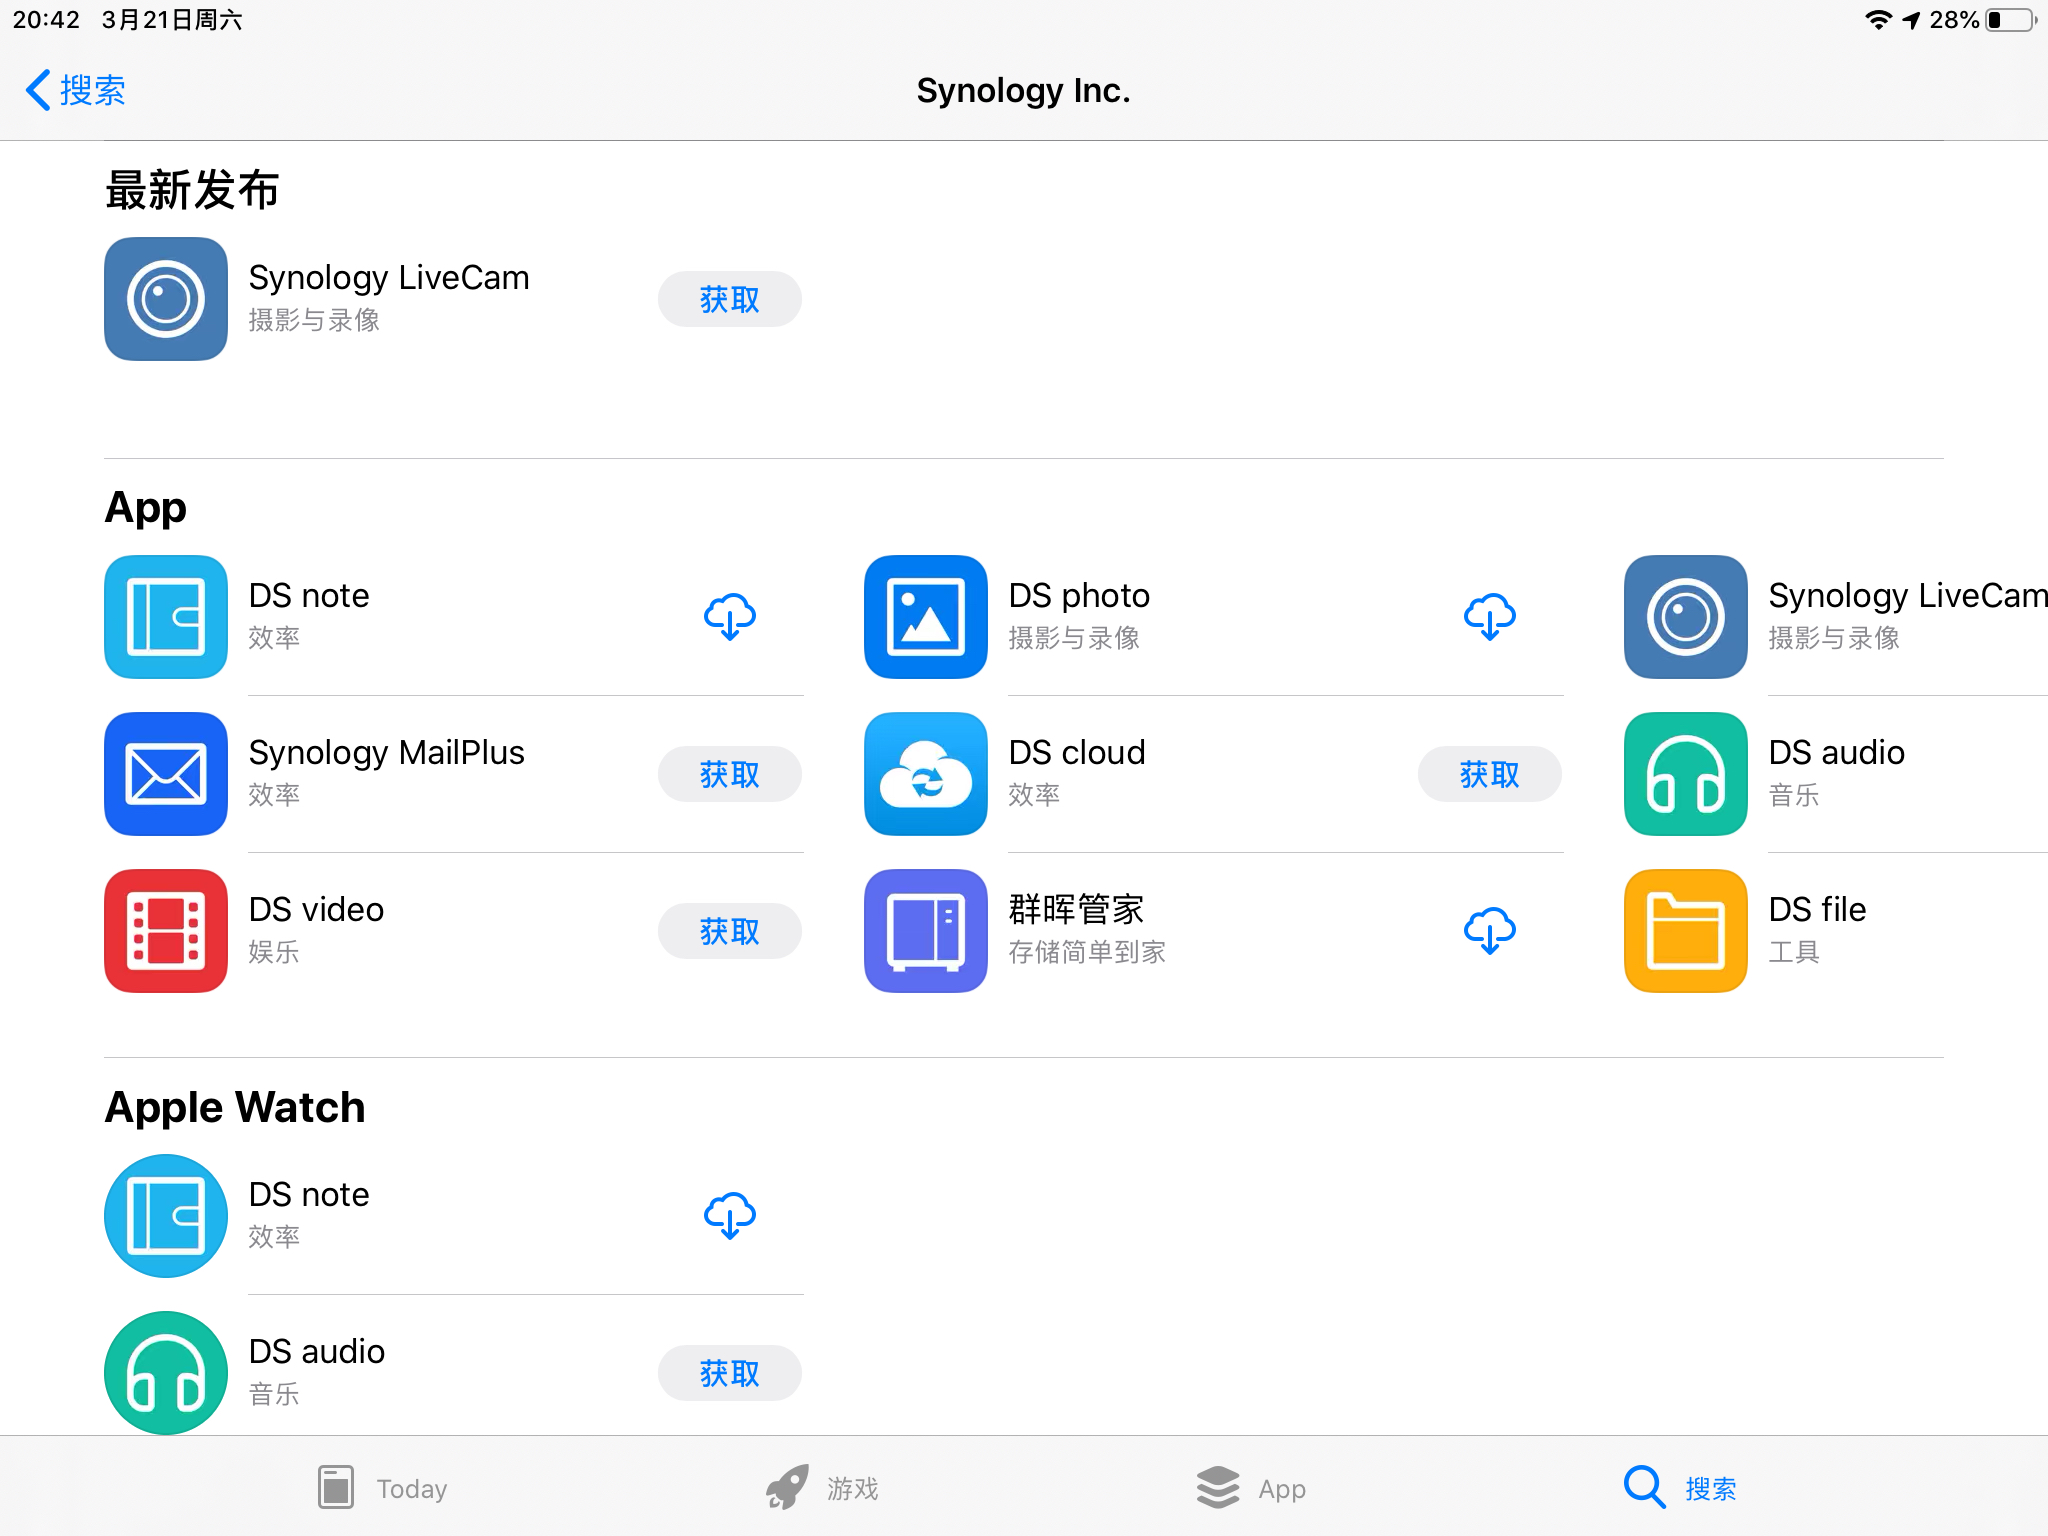 20:42 3月21日周六
28%
搜索
Synology Inc.
最新发布
Synology LiveCam
摄影与录像
获取
App
DS note
效率
DS photo
摄影与录像
Synology LiveCam
摄影与录像
Synology MailPlus
效率
获取
DS cloud
效率
获取
DS audio
音乐
DS video
娱乐
获取
群晖管家
存储简单到家
DS file
工具
Apple Watch
DS note
效率
DS audio
音乐
获取
Today
游戏
App
搜索